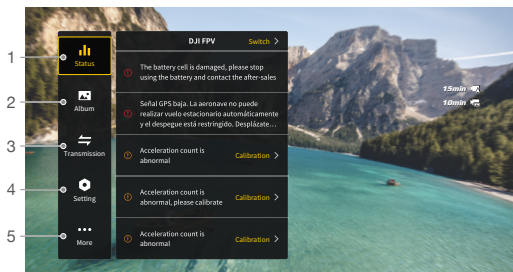 DJI FPV
Switch
1
Status
The battery cell is damaged, please stop
using the battery and contact the after-sales
2
Album
Señal GPS baja. La aeronave no puede
realizar vuelo estacionario automáticamente
y el despegue está restringido. Desplázate...
15min
10min
3
Transmission
Acceleration count is
abnormal
Calibration
4
Setting
Acceleration count is
abnormal, please calibrate
Calibration
5
More
Acceleration count is
abnormal
Calibration